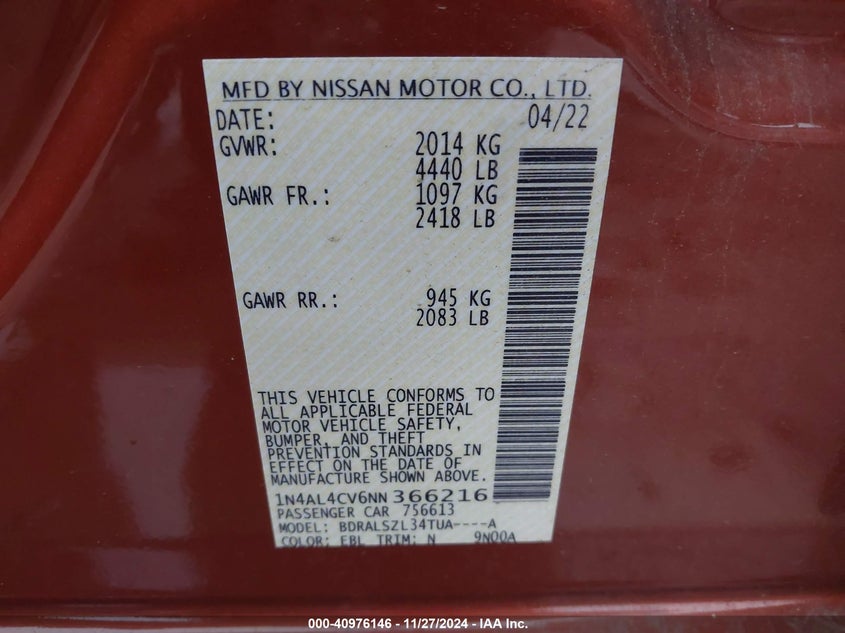 MFD BY NISSAN MOTOR CO., LTD.
DATE: 04/22
GVWR: 2014 KG
4440 LB
GAWR FR.: 1097 KG
2418 LB
GAWR RR.: 945 KG
2083 LB
THIS VEHICLE CONFORMS TO
ALL APPLICABLE FEDERAL
MOTOR VEHICLE SAFETY,
BUMPER, AND THEFT
PREVENTION STANDARDS IN
EFFECT ON THE DATE OF
MANUFACTURE SHOWN ABOVE.
1N4AL4CV6NN366216
PASSENGER CAR 756613
MODEL: BDRALSZL34TUA----A
COLOR: EBL TRIM: N 9N00A
000-40976146 - 11/27/2024 - IAA Inc.